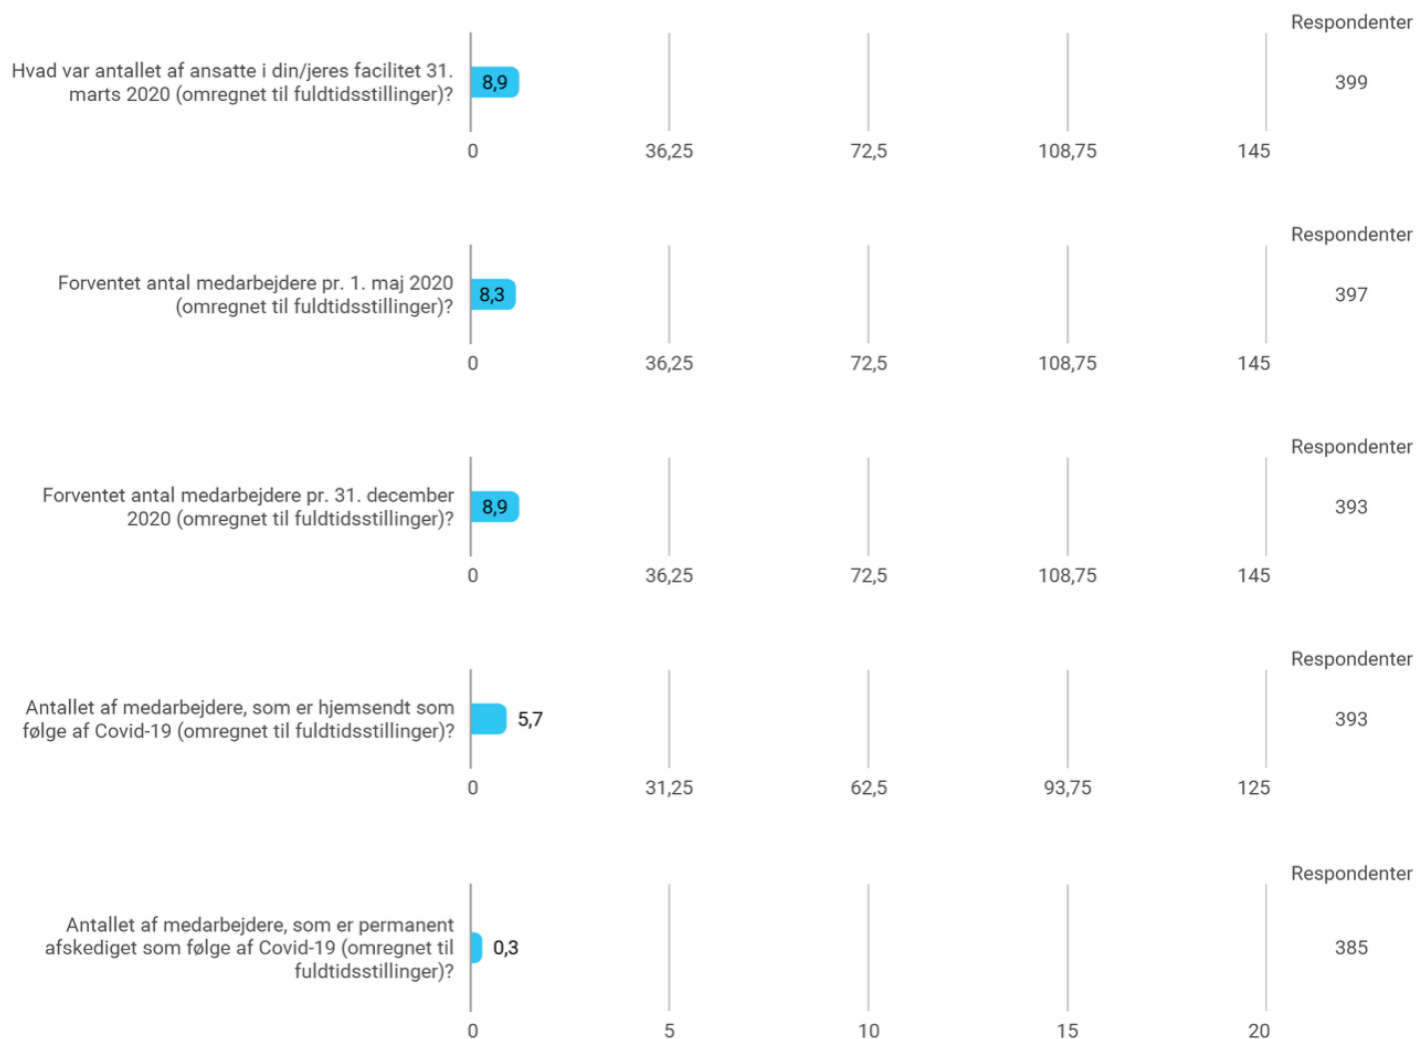 Respondenter
Hvad var antallet af ansatte i din/jeres facilitet 31.
marts 2020 (omregnet til fuldtidsstillinger)?
8,9
399
0 36,25 72,5 108,75 145
Respondenter
Forventet antal medarbejdere pr. 1. maj 2020
(omregnet til fuldtidsstillinger)?
8,3
397
0 36,25 72,5 108,75 145
Respondenter
Forventet antal medarbejdere pr. 31. december
2020 (omregnet til fuldtidsstillinger)?
8,9
393
0 36,25 72,5 108,75 145
Respondenter
Antallet af medarbejdere, som er hjemsendt som
følge af Covid-19 (omregnet til fuldtidsstillinger)?
5,7
393
0 31,25 62,5 93,75 125
Respondenter
Antallet af medarbejdere, som er permanent
afskediget som følge af Covid-19 (omregnet til
fuldtidsstillinger)?
0,3
385
0 5 10 15 20